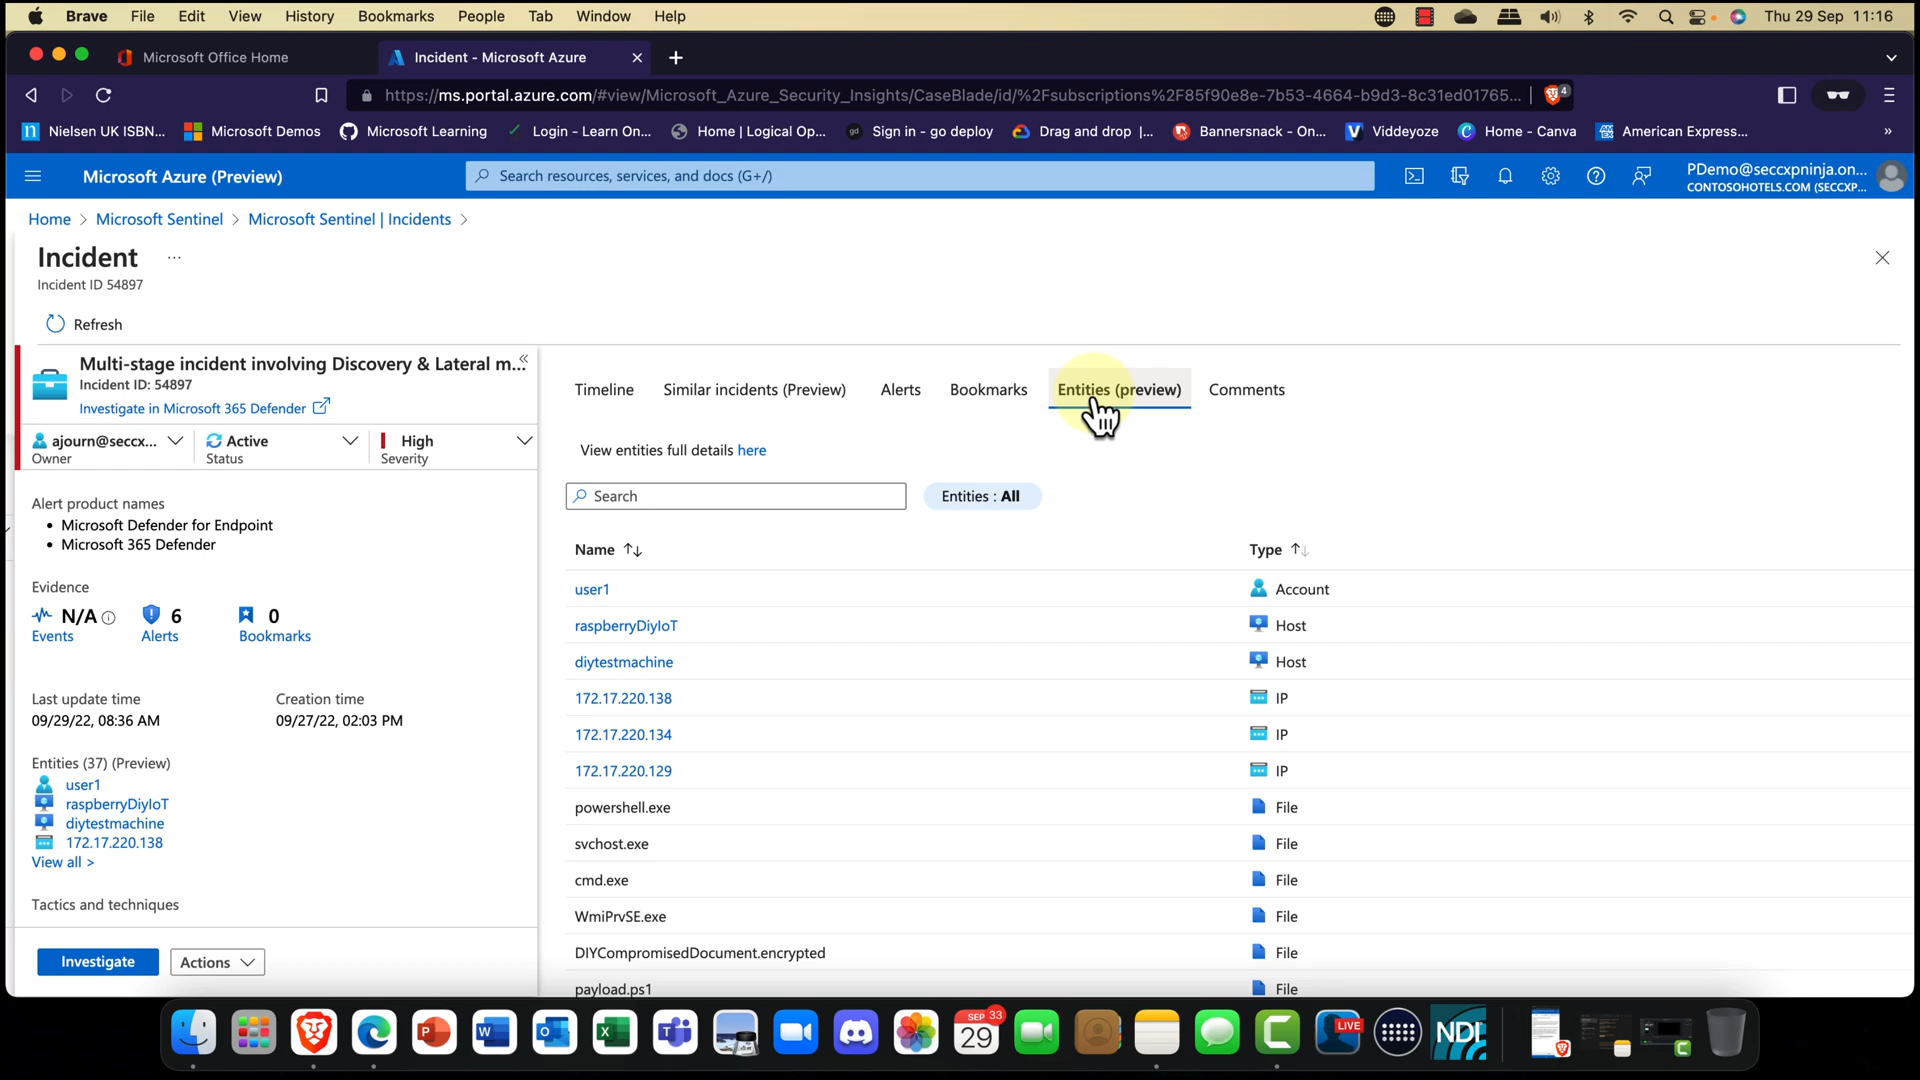 Brave File Edit View History Bookmarks People Tab Window Help Thu 29 Sep 11:16
Microsoft Office Home Incident - Microsoft Azure
https://ms.portal.azure.com/#view/Microsoft_Azure_Security_Insights/CaseBlade/id/%2Fsubscriptions%2F85f90e8e-7b53-4664-b9d3-8c31ed01765... 4
Nielsen UK ISBN... Microsoft Demos Microsoft Learning Login - Learn On... Home | Logical Op... gd Sign in - go deploy Drag and drop |... Bannersnack - On... Viddeyoze Home - Canva American Express... »
Microsoft Azure (Preview) Search resources, services, and docs (G+/) PDemo@seccxpninja.on...
CONTOSOHOTELS.COM (SECCXP...
Home > Microsoft Sentinel > Microsoft Sentinel | Incidents >
Incident ...
Incident ID 54897
Refresh
Multi-stage incident involving Discovery & Lateral m...
Incident ID: 54897
Investigate in Microsoft 365 Defender
ajourn@seccx... Active High
Owner Status Severity
Alert product names
• Microsoft Defender for Endpoint
• Microsoft 365 Defender
Evidence
N/A 6 0
Events Alerts Bookmarks
Last update time Creation time
09/29/22, 08:36 AM 09/27/22, 02:03 PM
Entities (37) (Preview)
user1
raspberryDiyIoT
diytestmachine
172.17.220.138
View all >
Tactics and techniques
Investigate Actions
Timeline Similar incidents (Preview) Alerts Bookmarks Entities (preview) Comments
View entities full details here
Search Entities : All
Name Type
user1 Account
raspberryDiyIoT Host
diytestmachine Host
172.17.220.138 IP
172.17.220.134 IP
172.17.220.129 IP
powershell.exe File
svchost.exe File
cmd.exe File
WmiPrvSE.exe File
DIYCompromisedDocument.encrypted File
payload.ps1 File
SEP 33
29
LIVE
NDI